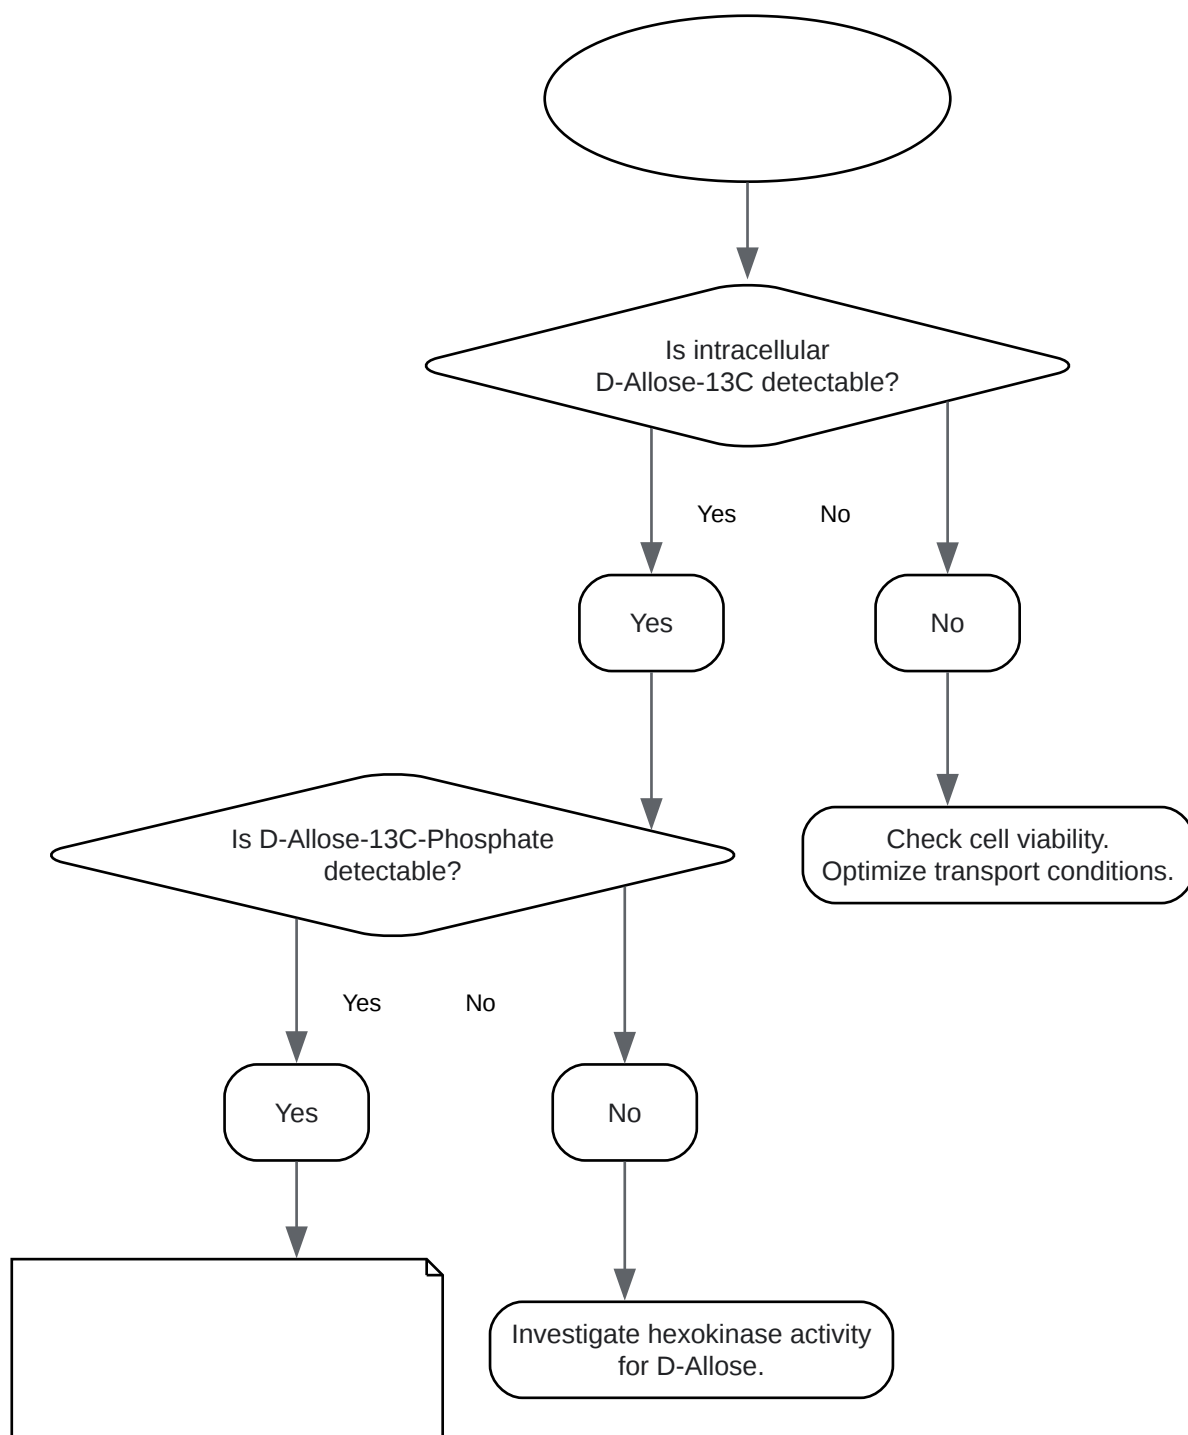 Is intracellular
D-Allose-13C detectable?
Yes
No
Yes
No
Is D-Allose-13C-Phosphate
detectable?
Check cell viability.
Optimize transport conditions.
Yes
No
Yes
No
Investigate hexokinase activity
for D-Allose.